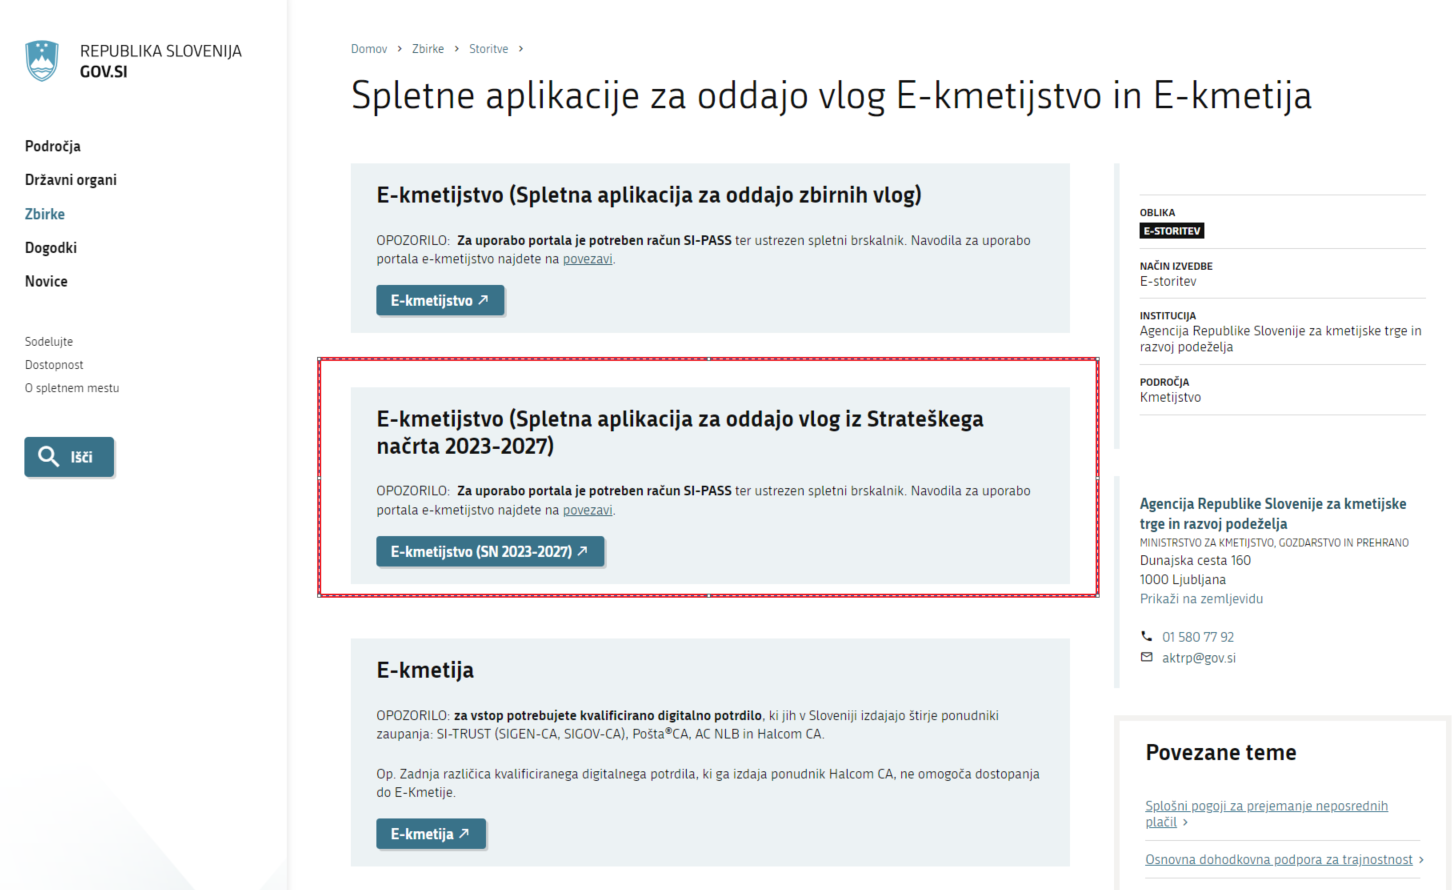 REPUBLIKA SLOVENIJA
GOV.SI
Področja
Državni organi
Zbirke
Dogodki
Novice
Sodelujte
Dostopnost
O spletnem mestu
Išči
Domov › Zbirke › Storitve ›
Spletne aplikacije za oddajo vlog E-kmetijstvo in E-kmetija
E-kmetijstvo (Spletna aplikacija za oddajo zbirnih vlog)
OPOZORILO: Za uporabo portala je potreben račun SI-PASS ter ustrezen spletni brskalnik. Navodila za uporabo
portala e-kmetijstvo najdete na povezavi.
E-kmetijstvo ↗
E-kmetijstvo (Spletna aplikacija za oddajo vlog iz Strateškega
načrta 2023-2027)
OPOZORILO: Za uporabo portala je potreben račun SI-PASS ter ustrezen spletni brskalnik. Navodila za uporabo
portala e-kmetijstvo najdete na povezavi.
E-kmetijstvo (SN 2023-2027) ↗
E-kmetija
OPOZORILO: za vstop potrebujete kvalificirano digitalno potrdilo, ki jih v Sloveniji izdajajo štirje ponudniki
zaupanja: SI-TRUST (SIGEN-CA, SIGOV-CA), Pošta®CA, AC NLB in Halcom CA.
Op. Zadnja različica kvalificiranega digitalnega potrdila, ki ga izdaja ponudnik Halcom CA, ne omogoča dostopanja
do E-Kmetije.
E-kmetija ↗
OBLIKA
E-STORITEV
NAČIN IZVEDBE
E-storitev
INSTITUCIJA
Agencija Republike Slovenije za kmetijske trge in
razvoj podeželja
PODROČJA
Kmetijstvo
Agencija Republike Slovenije za kmetijske
trge in razvoj podeželja
MINISTRSTVO ZA KMETIJSTVO, GOZDARSTVO IN PREHRANO
Dunajska cesta 160
1000 Ljubljana
Prikaži na zemljevidu
01 580 77 92
aktrp@gov.si
Povezane teme
Splošni pogoji za prejemanje neposrednih
plačil ›
Osnovna dohodkovna podpora za trajnostnost ›